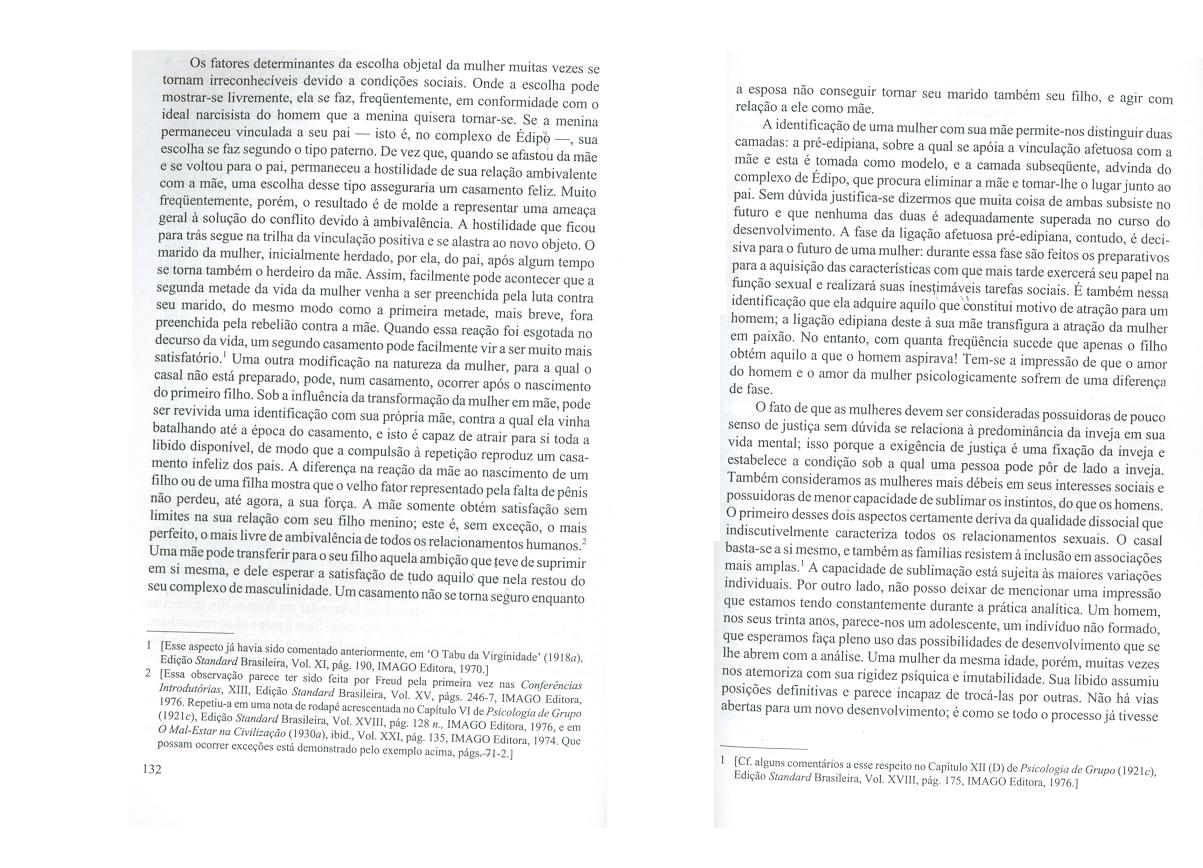 Os fatores determinantes da escolha objetal da mulher muitas vezes se
tornam irreconhecíveis devido a condições sociais. Onde a escolha pode
mostrar-se livremente, ela se faz, freqüentemente, em conformidade com o
ideal narcisista do homem que a menina quisera tornar-se. Se a menina
permaneceu vinculada a seu pai — isto é, no complexo de Édipo —, sua
escolha se faz segundo o tipo paterno. De vez que, quando se afastou da mãe
e se voltou para o pai, permaneceu a hostilidade de sua relação ambivalente
com a mãe, uma escolha desse tipo asseguraria um casamento feliz. Muito
freqüentemente, porém, o resultado é de molde a representar uma ameaça
geral à solução do conflito devido à ambivalência. A hostilidade que ficou
para trás segue na trilha da vinculação positiva e se alastra ao novo objeto. O
marido da mulher, inicialmente herdado, por ela, do pai, após algum tempo
se torna também o herdeiro da mãe. Assim, facilmente pode acontecer que a
segunda metade da vida da mulher venha a ser preenchida pela luta contra
seu marido, do mesmo modo como a primeira metade, mais breve, fora
preenchida pela rebelião contra a mãe. Quando essa reação foi esgotada no
decurso da vida, um segundo casamento pode facilmente vir a ser muito mais
satisfatório.¹ Uma outra modificação na natureza da mulher, para a qual o
casal não está preparado, pode, num casamento, ocorrer após o nascimento
do primeiro filho. Sob a influência da transformação da mulher em mãe, pode
ser revivida uma identificação com sua própria mãe, contra a qual ela vinha
batalhando até a época do casamento, e isto é capaz de atrair para si toda a
libido disponível, de modo que a compulsão à repetição reproduz um casa-
mento infeliz dos pais. A diferença na reação da mãe ao nascimento de um
filho ou de uma filha mostra que o velho fator representado pela falta de pênis
não perdeu, até agora, a sua força. A mãe somente obtém satisfação sem
limites na sua relação com seu filho menino; este é, sem exceção, o mais
perfeito, o mais livre de ambivalência de todos os relacionamentos humanos.²
Uma mãe pode transferir para o seu filho aquela ambição que teve de suprimir
em si mesma, e dele esperar a satisfação de tudo aquilo que nela restou do
seu complexo de masculinidade. Um casamento não se torna seguro enquanto
1 [Esse aspecto já havia sido comentado anteriormente, em ‘O Tabu da Virginidade’ (1918a),
Edição Standard Brasileira, Vol. XI, pág. 190, IMAGO Editora, 1970.]
2 [Essa observação parece ter sido feita por Freud pela primeira vez nas Conferências
Introdutórias, XIII, Edição Standard Brasileira, Vol. XV, págs. 246-7, IMAGO Editora,
1976. Repetiu-a em uma nota de rodapé acrescentada no Capítulo VI de Psicologia de Grupo
(1921c), Edição Standard Brasileira, Vol. XVIII, pág. 128 n., IMAGO Editora, 1976, e em
O Mal-Estar na Civilização (1930a), ibid., Vol. XXI, pág. 135, IMAGO Editora, 1974. Que
possam ocorrer exceções está demonstrado pelo exemplo acima, págs. 71-2.]
132
a esposa não conseguir tornar seu marido também seu filho, e agir com
relação a ele como mãe.
A identificação de uma mulher com sua mãe permite-nos distinguir duas
camadas: a pré-edipiana, sobre a qual se apóia a vinculação afetuosa com a
mãe e esta é tomada como modelo, e a camada subseqüente, advinda do
complexo de Édipo, que procura eliminar a mãe e tomar-lhe o lugar junto ao
pai. Sem dúvida justifica-se dizermos que muita coisa de ambas subsiste no
futuro e que nenhuma das duas é adequadamente superada no curso do
desenvolvimento. A fase da ligação afetuosa pré-edipiana, contudo, é deci-
siva para o futuro de uma mulher: durante essa fase são feitos os preparativos
para a aquisição das características com que mais tarde exercerá seu papel na
função sexual e realizará suas inestimáveis tarefas sociais. É também nessa
identificação que ela adquire aquilo que constitui motivo de atração para um
homem; a ligação edipiana deste à sua mãe transfigura a atração da mulher
em paixão. No entanto, com quanta freqüência sucede que apenas o filho
obtém aquilo a que o homem aspirava! Tem-se a impressão de que o amor
do homem e o amor da mulher psicologicamente sofrem de uma diferença
de fase.
O fato de que as mulheres devem ser consideradas possuidoras de pouco
senso de justiça sem dúvida se relaciona à predominância da inveja em sua
vida mental; isso porque a exigência de justiça é uma fixação da inveja e
estabelece a condição sob a qual uma pessoa pode pôr de lado a inveja.
Também consideramos as mulheres mais débeis em seus interesses sociais e
possuidoras de menor capacidade de sublimar os instintos, do que os homens.
O primeiro desses dois aspectos certamente deriva da qualidade dissocial que
indiscutivelmente caracteriza todos os relacionamentos sexuais. O casal
basta-se a si mesmo, e também as famílias resistem à inclusão em associações
mais amplas.¹ A capacidade de sublimação está sujeita às maiores variações
individuais. Por outro lado, não posso deixar de mencionar uma impressão
que estamos tendo constantemente durante a prática analítica. Um homem,
nos seus trinta anos, parece-nos um adolescente, um indivíduo não formado,
que esperamos faça pleno uso das possibilidades de desenvolvimento que se
lhe abrem com a análise. Uma mulher da mesma idade, porém, muitas vezes
nos atemoriza com sua rigidez psíquica e imutabilidade. Sua libido assumiu
posições definitivas e parece incapaz de trocá-las por outras. Não há vias
abertas para um novo desenvolvimento; é como se todo o processo já tivesse
1 [Cf. alguns comentários a esse respeito no Capítulo XII (D) de Psicologia de Grupo (1921c),
Edição Standard Brasileira, Vol. XVIII, pág. 175, IMAGO Editora, 1976.]